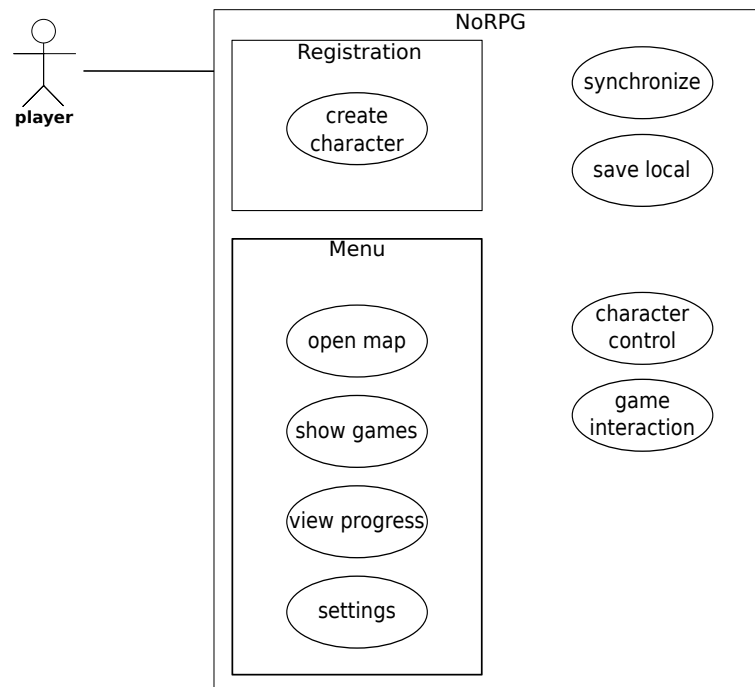 NoRPG
player
Registration
create
character
synchronize
save local
Menu
open map
show games
view progress
settings
character
control
game
interaction